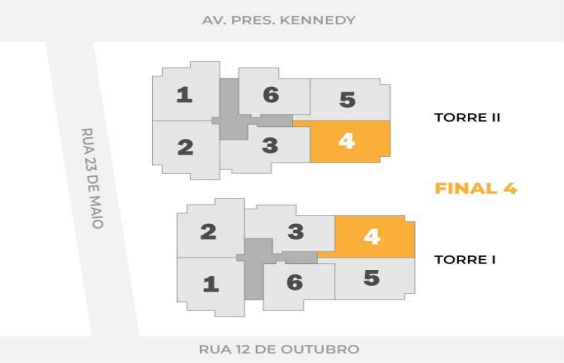 AV. PRES. KENNEDY
RUA 23 DE MAIO
1
6
5
2
3
4
TORRE II
FINAL 4
2
3
4
1
6
5
TORRE I
RUA 12 DE OUTUBRO